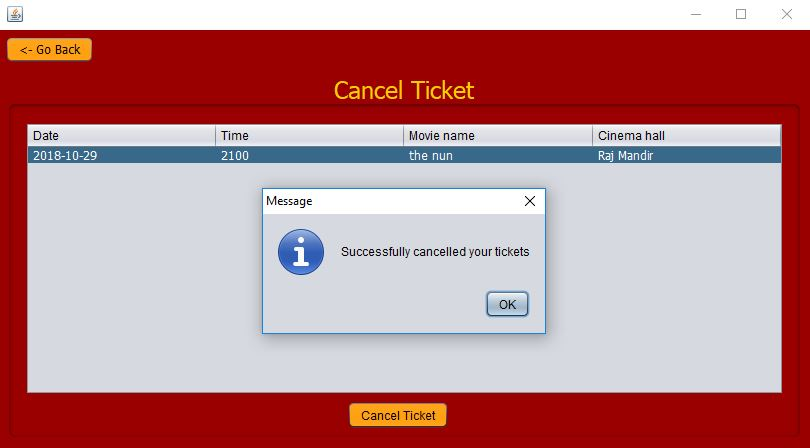 <- Go Back
Cancel Ticket
Date Time Movie name Cinema hall
2018-10-29 2100 the nun Raj Mandir
Message
Successfully cancelled your tickets
OK
Cancel Ticket